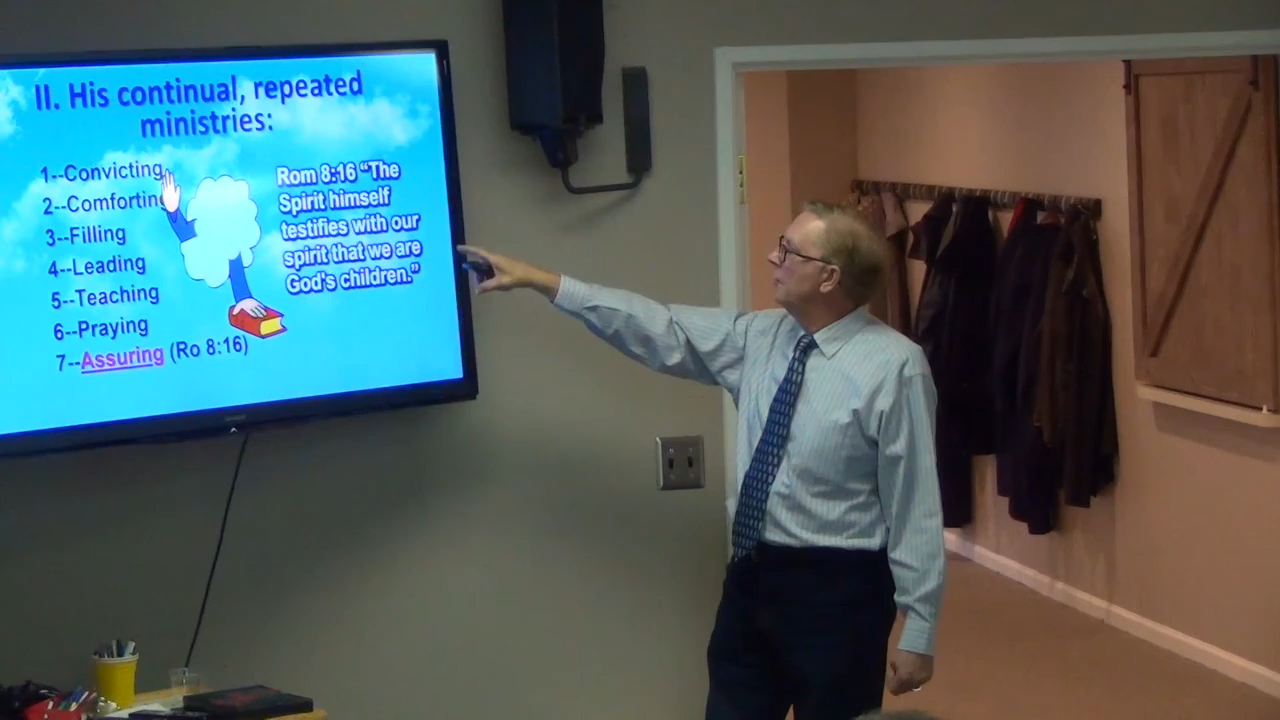 II. His continual, repeated
ministries:
1--Convicting
2--Comfortin
3--Filling
4--Leading
5--Teaching
6--Praying
7--Assuring (Ro 8:16)
Rom 8:16 “The
Spirit himself
testifies with our
spirit that we are
God's children.”